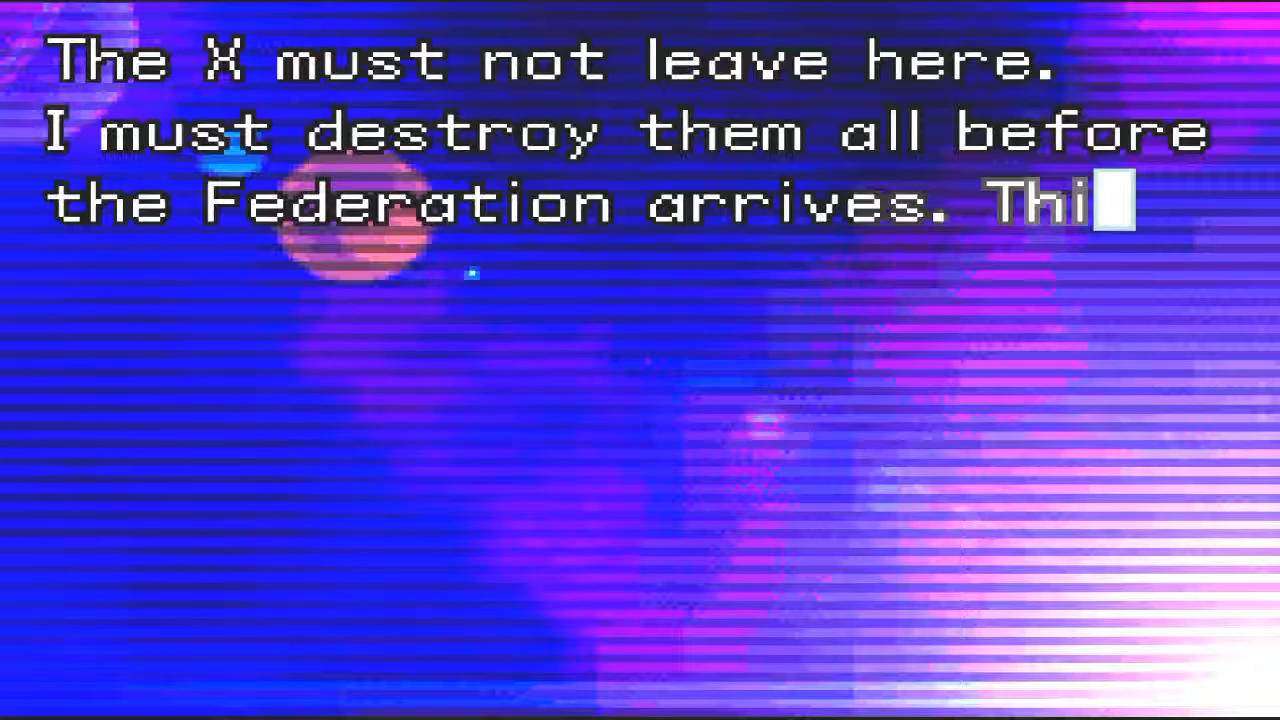 The X must not leave here.
I must destroy them all before
the Federation arrives. Thi